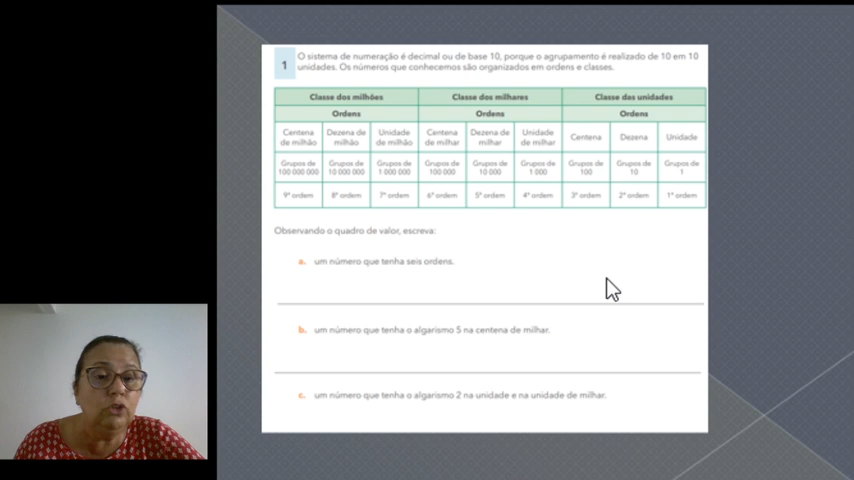 1
O sistema de numeração é decimal ou de base 10, porque o agrupamento é realizado de 10 em 10
unidades. Os números que conhecemos são organizados em ordens e classes.
Classe dos milhões Classe dos milhares Classe das unidades
Ordens Ordens Ordens
Centena de milhão Dezena de milhão Unidade de milhão Centena de milhar Dezena de milhar Unidade de milhar Centena Dezena Unidade
Grupos de 100 000 000 Grupos de 10 000 000 Grupos de 1 000 000 Grupos de 100 000 Grupos de 10 000 Grupos de 1 000 Grupos de 100 Grupos de 10 Grupos de 1
9ª ordem 8ª ordem 7ª ordem 6ª ordem 5ª ordem 4ª ordem 3ª ordem 2ª ordem 1ª ordem
Observando o quadro de valor, escreva:
a. um número que tenha seis ordens.
b. um número que tenha o algarismo 5 na centena de milhar.
c. um número que tenha o algarismo 2 na unidade e na unidade de milhar.